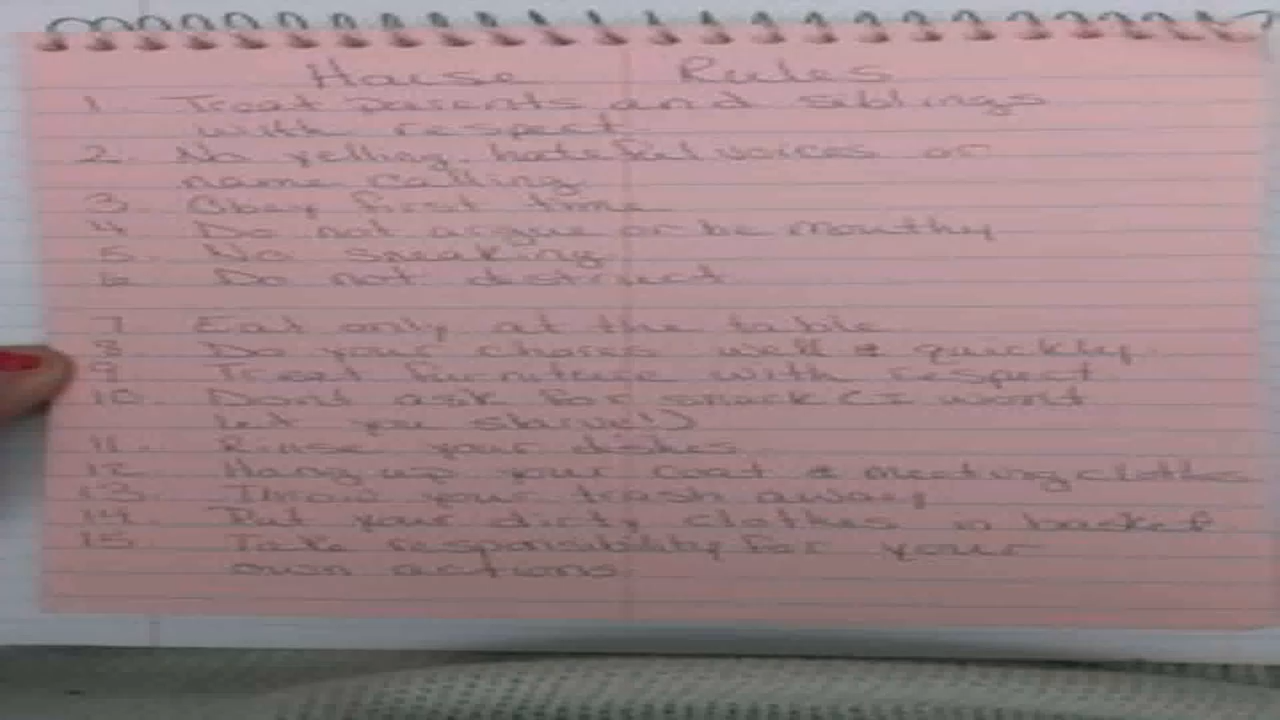 House Rules
1. Treat parents and siblings
with respect
2. No yelling, hateful voices or
name calling
3. Obey first time
4. Do not argue or be mouthy
5. No sneaking
6. Do not distract
7. Eat only at the table
8. Do your chores well & quickly.
9. Treat furniture with respect
10. Dont ask for snack (I wont
let you starve!)
11. Rinse your dishes
12. Hang up your coat & meeting clothes
13. Throw your trash away
14. Put your dirty clothes in basket
15. Take responsibility for your
own actions